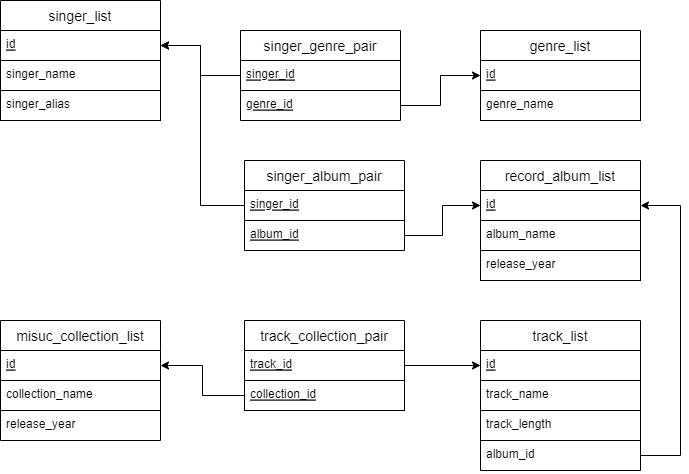 singer_list
id
singer_name
singer_alias
singer_genre_pair
singer_id
genre_id
genre_list
id
genre_name
singer_album_pair
singer_id
album_id
record_album_list
id
album_name
release_year
misuc_collection_list
id
collection_name
release_year
track_collection_pair
track_id
collection_id
track_list
id
track_name
track_length
album_id